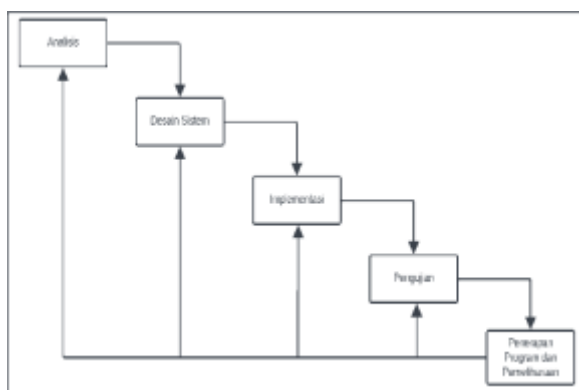 Analisis
Desain Sistem
Implementasi
Pengujian
Penerapan
Program dan
Pemeliharaan